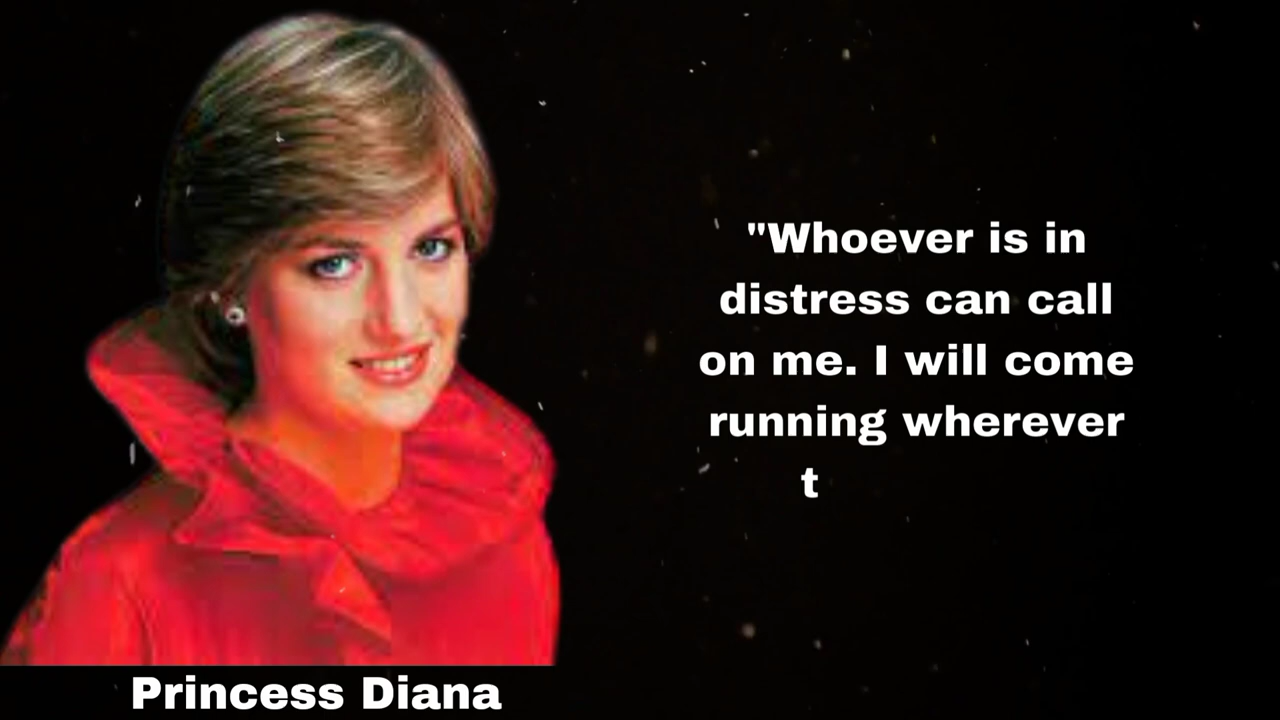 "Whoever is in
distress can call
on me. I will come
running wherever
t
Princess Diana